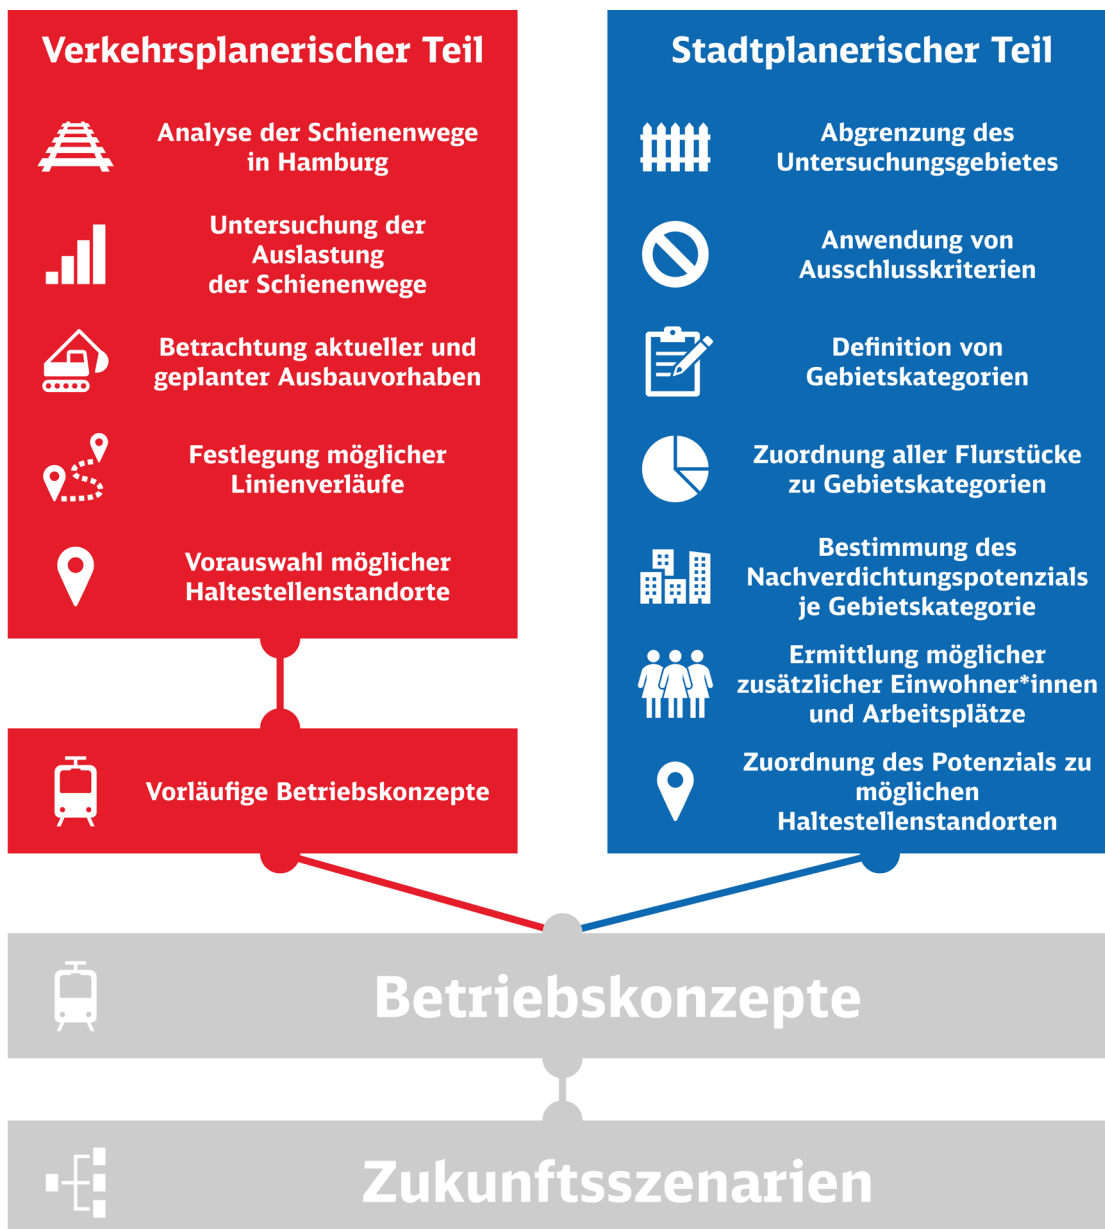 Verkehrsplanerischer Teil
Analyse der Schienenwege
in Hamburg
Untersuchung der
Auslastung
der Schienenwege
Betrachtung aktueller und
geplanter Ausbauvorhaben
Festlegung möglicher
Linienverläufe
Vorauswahl möglicher
Haltestellenstandorte
Vorläufige Betriebskonzepte
Stadtplanerischer Teil
Abgrenzung des
Untersuchungsgebietes
Anwendung von
Ausschlusskriterien
Definition von
Gebietskategorien
Zuordnung aller Flurstücke
zu Gebietskategorien
Bestimmung des
Nachverdichtungspotenzials
je Gebietskategorie
Ermittlung möglicher
zusätzlicher Einwohner*innen
und Arbeitsplätze
Zuordnung des Potenzials zu
möglichen
Haltestellenstandorten
Betriebskonzepte
Zukunftsszenarien